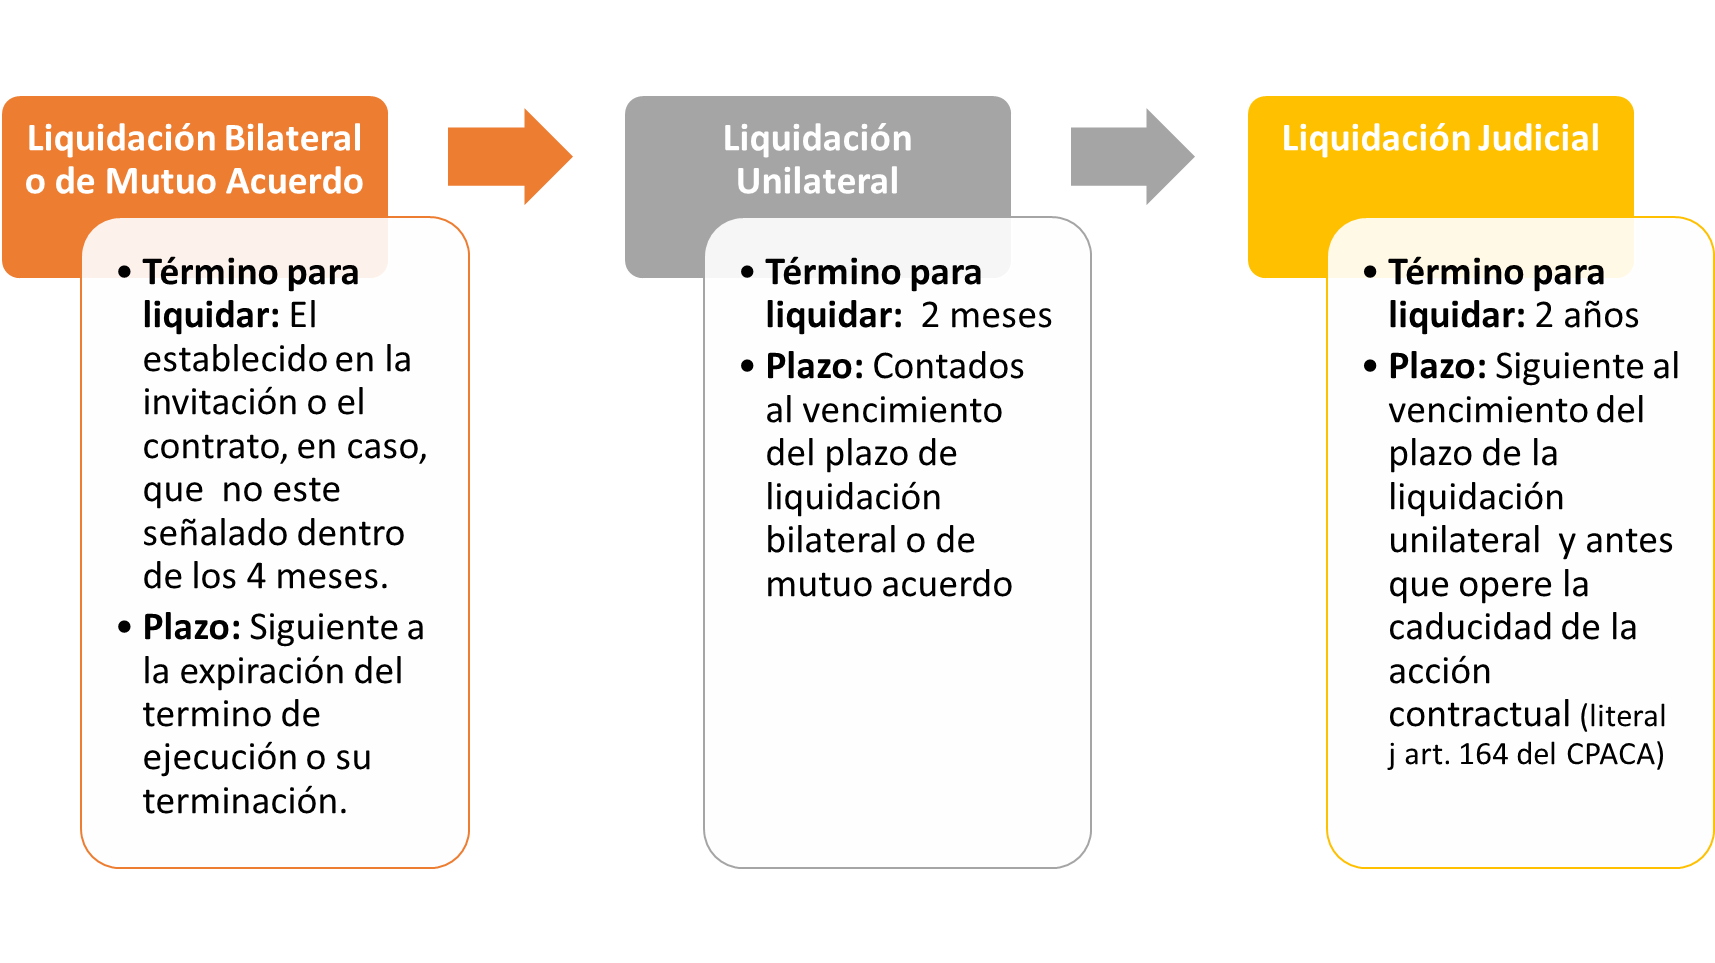 Liquidación Bilateral
o de Mutuo Acuerdo
• Término para
liquidar: El
establecido en la
invitación o el
contrato, en caso,
que  no este
señalado dentro
de los 4 meses.
• Plazo: Siguiente a
la expiración del
termino de
ejecución o su
terminación.
Liquidación
Unilateral
• Término para
liquidar:  2 meses
• Plazo: Contados
al vencimiento
del plazo de
liquidación
bilateral o de
mutuo acuerdo
Liquidación Judicial
• Término para
liquidar: 2 años
• Plazo: Siguiente al
vencimiento del
plazo de la
liquidación
unilateral  y antes
que opere la
caducidad de la
acción
contractual (literal
j art. 164 del CPACA)